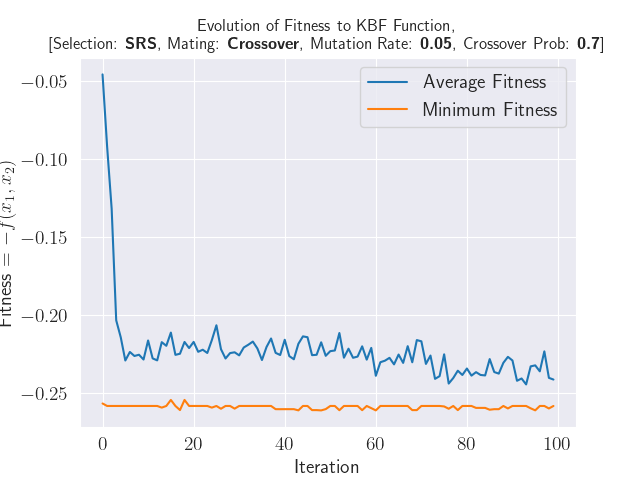 Evolution of Fitness to KBF Function,
[Selection: SRS, Mating: Crossover, Mutation Rate: 0.05, Crossover Prob: 0.7]
Average Fitness
Minimum Fitness
−0.05
−0.10
−0.15
−0.20
−0.25
Fitness = −f(x₁, x₂)
0 20 40 60 80 100
Iteration